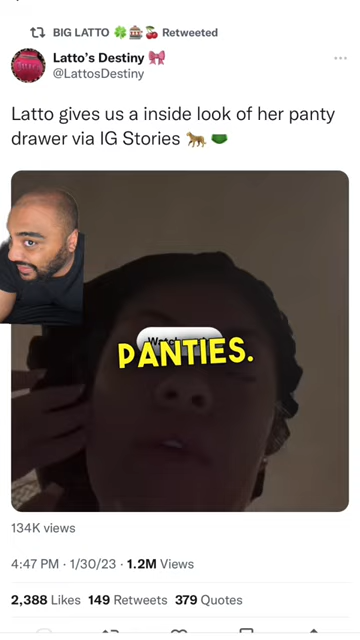 BIG LATTO 🍀🎰🍒 Retweeted
Latto's Destiny 🎀
@LattosDestiny
Latto gives us a inside look of her panty
drawer via IG Stories 🐆🩲
PANTIES.
134K views
4:47 PM · 1/30/23 · 1.2M Views
2,388 Likes 149 Retweets 379 Quotes